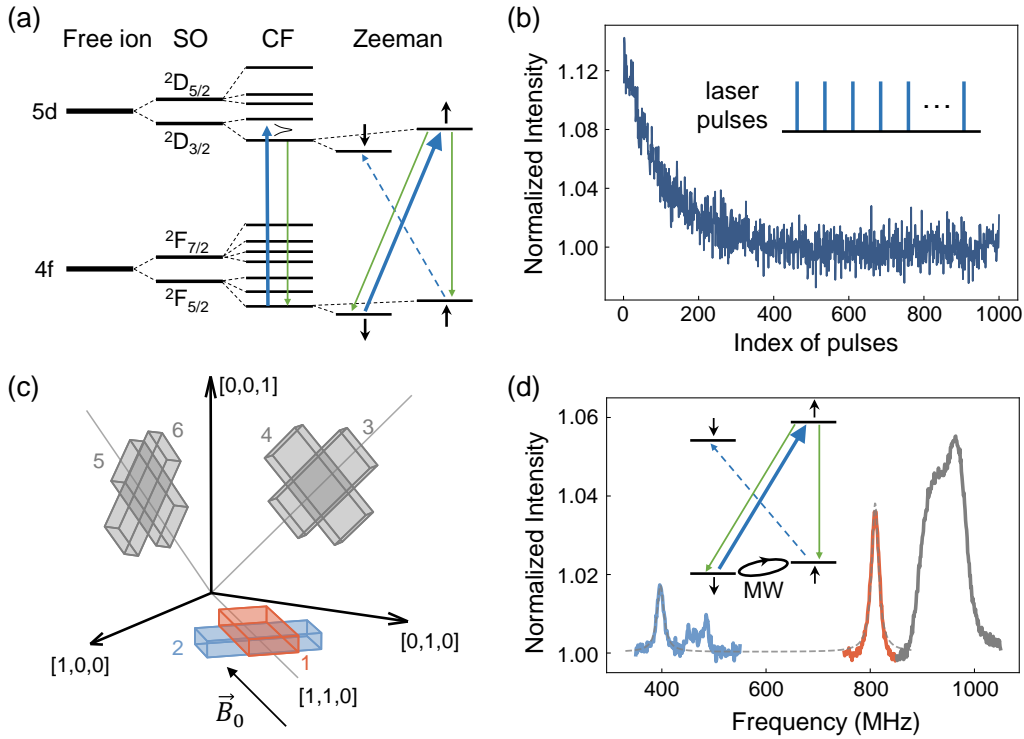 (a)
Free ion SO CF Zeeman
5d
²D₅/₂
²D₃/₂
4f
²F₇/₂
²F₅/₂
(b)
Normalized Intensity
1.12
1.08
1.04
1.00
laser
pulses
...
0 200 400 600 800 1000
Index of pulses
(c)
[0,0,1]
6
5
4
3
2
1
[1,0,0]
[0,1,0]
[1,1,0]
B⃗₀
(d)
Normalized Intensity
1.06
1.04
1.02
1.00
MW
400 600 800 1000
Frequency (MHz)